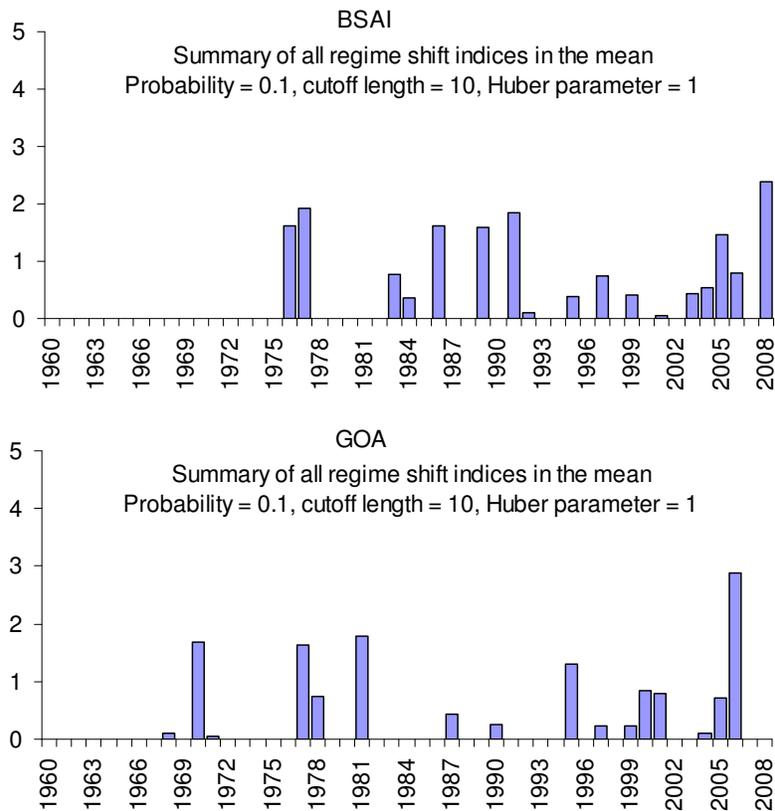 BSAI
Summary of all regime shift indices in the mean
Probability = 0.1, cutoff length = 10, Huber parameter = 1
5
4
3
2
1
0
1960 1963 1966 1969 1972 1975 1978 1981 1984 1987 1990 1993 1996 1999 2002 2005 2008
GOA
Summary of all regime shift indices in the mean
Probability = 0.1, cutoff length = 10, Huber parameter = 1
5
4
3
2
1
0
1960 1963 1966 1969 1972 1975 1978 1981 1984 1987 1990 1993 1996 1999 2002 2005 2008